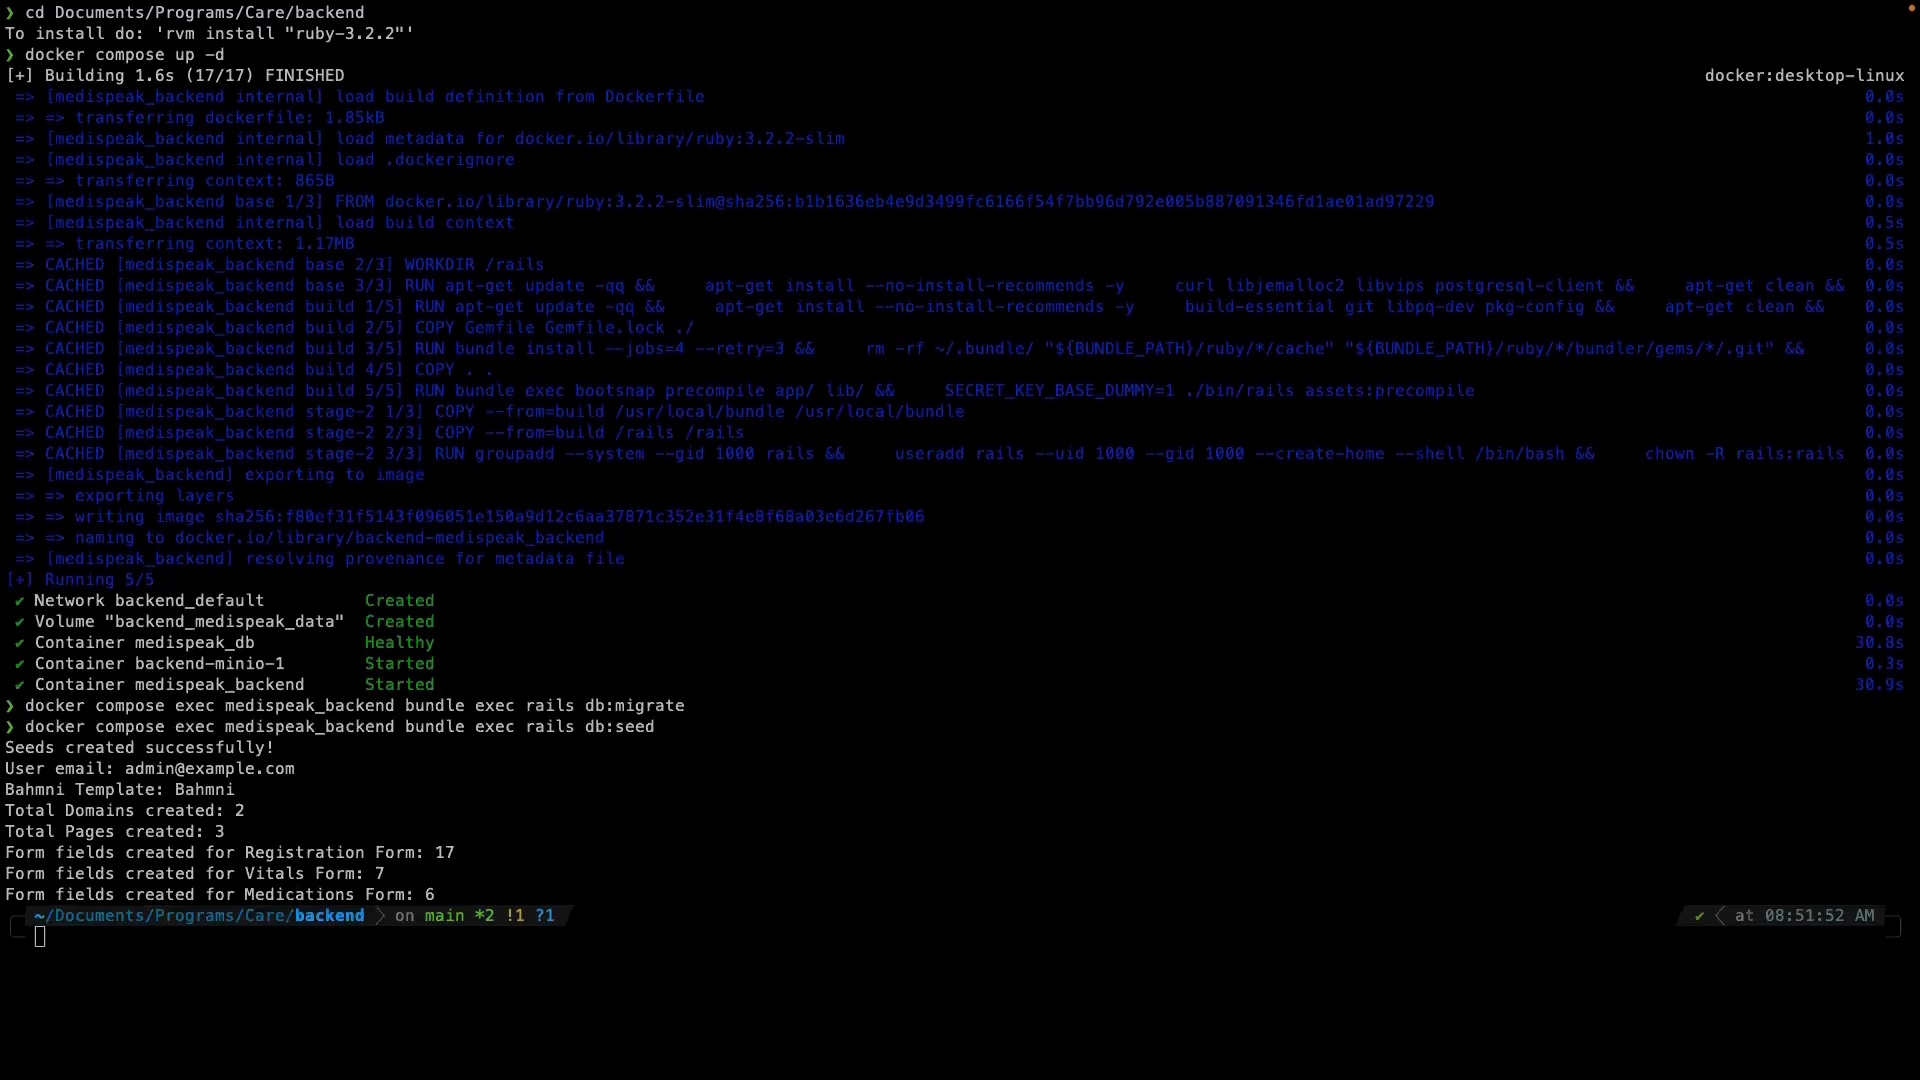 ❯ cd Documents/Programs/Care/backend
To install do: 'rvm install "ruby-3.2.2"'
❯ docker compose up -d
[+] Building 1.6s (17/17) FINISHED docker:desktop-linux
=> [medispeak_backend internal] load build definition from Dockerfile 0.0s
=> => transferring dockerfile: 1.85kB 0.0s
=> [medispeak_backend internal] load metadata for docker.io/library/ruby:3.2.2-slim 1.0s
=> [medispeak_backend internal] load .dockerignore 0.0s
=> => transferring context: 865B 0.0s
=> [medispeak_backend base 1/3] FROM docker.io/library/ruby:3.2.2-slim@sha256:b1b1636eb4e9d3499fc6166f54f7bb96d792e005b887091346fd1ae01ad97229 0.0s
=> [medispeak_backend internal] load build context 0.5s
=> => transferring context: 1.17MB 0.5s
=> CACHED [medispeak_backend base 2/3] WORKDIR /rails 0.0s
=> CACHED [medispeak_backend base 3/3] RUN apt-get update -qq && apt-get install --no-install-recommends -y curl libjemalloc2 libvips postgresql-client && apt-get clean && 0.0s
=> CACHED [medispeak_backend build 1/5] RUN apt-get update -qq && apt-get install --no-install-recommends -y build-essential git libpq-dev pkg-config && apt-get clean && 0.0s
=> CACHED [medispeak_backend build 2/5] COPY Gemfile Gemfile.lock ./ 0.0s
=> CACHED [medispeak_backend build 3/5] RUN bundle install --jobs=4 --retry=3 && rm -rf ~/.bundle/ "${BUNDLE_PATH}/ruby/*/cache" "${BUNDLE_PATH}/ruby/*/bundler/gems/*/.git" && 0.0s
=> CACHED [medispeak_backend build 4/5] COPY . . 0.0s
=> CACHED [medispeak_backend build 5/5] RUN bundle exec bootsnap precompile app/ lib/ && SECRET_KEY_BASE_DUMMY=1 ./bin/rails assets:precompile 0.0s
=> CACHED [medispeak_backend stage-2 1/3] COPY --from=build /usr/local/bundle /usr/local/bundle 0.0s
=> CACHED [medispeak_backend stage-2 2/3] COPY --from=build /rails /rails 0.0s
=> CACHED [medispeak_backend stage-2 3/3] RUN groupadd --system --gid 1000 rails && useradd rails --uid 1000 --gid 1000 --create-home --shell /bin/bash && chown -R rails:rails 0.0s
=> [medispeak_backend] exporting to image 0.0s
=> => exporting layers 0.0s
=> => writing image sha256:f80ef31f5143f096051e150a9d12c6aa37871c352e31f4e8f68a03e6d267fb06 0.0s
=> => naming to docker.io/library/backend-medispeak_backend 0.0s
=> [medispeak_backend] resolving provenance for metadata file 0.0s
[+] Running 5/5
✔ Network backend_default Created 0.0s
✔ Volume "backend_medispeak_data" Created 0.0s
✔ Container medispeak_db Healthy 30.8s
✔ Container backend-minio-1 Started 0.3s
✔ Container medispeak_backend Started 30.9s
❯ docker compose exec medispeak_backend bundle exec rails db:migrate
❯ docker compose exec medispeak_backend bundle exec rails db:seed
Seeds created successfully!
User email: admin@example.com
Bahmni Template: Bahmni
Total Domains created: 2
Total Pages created: 3
Form fields created for Registration Form: 17
Form fields created for Vitals Form: 7
Form fields created for Medications Form: 6
~/Documents/Programs/Care/backend on main *2 !1 ?1 ✔ at 08:51:52 AM